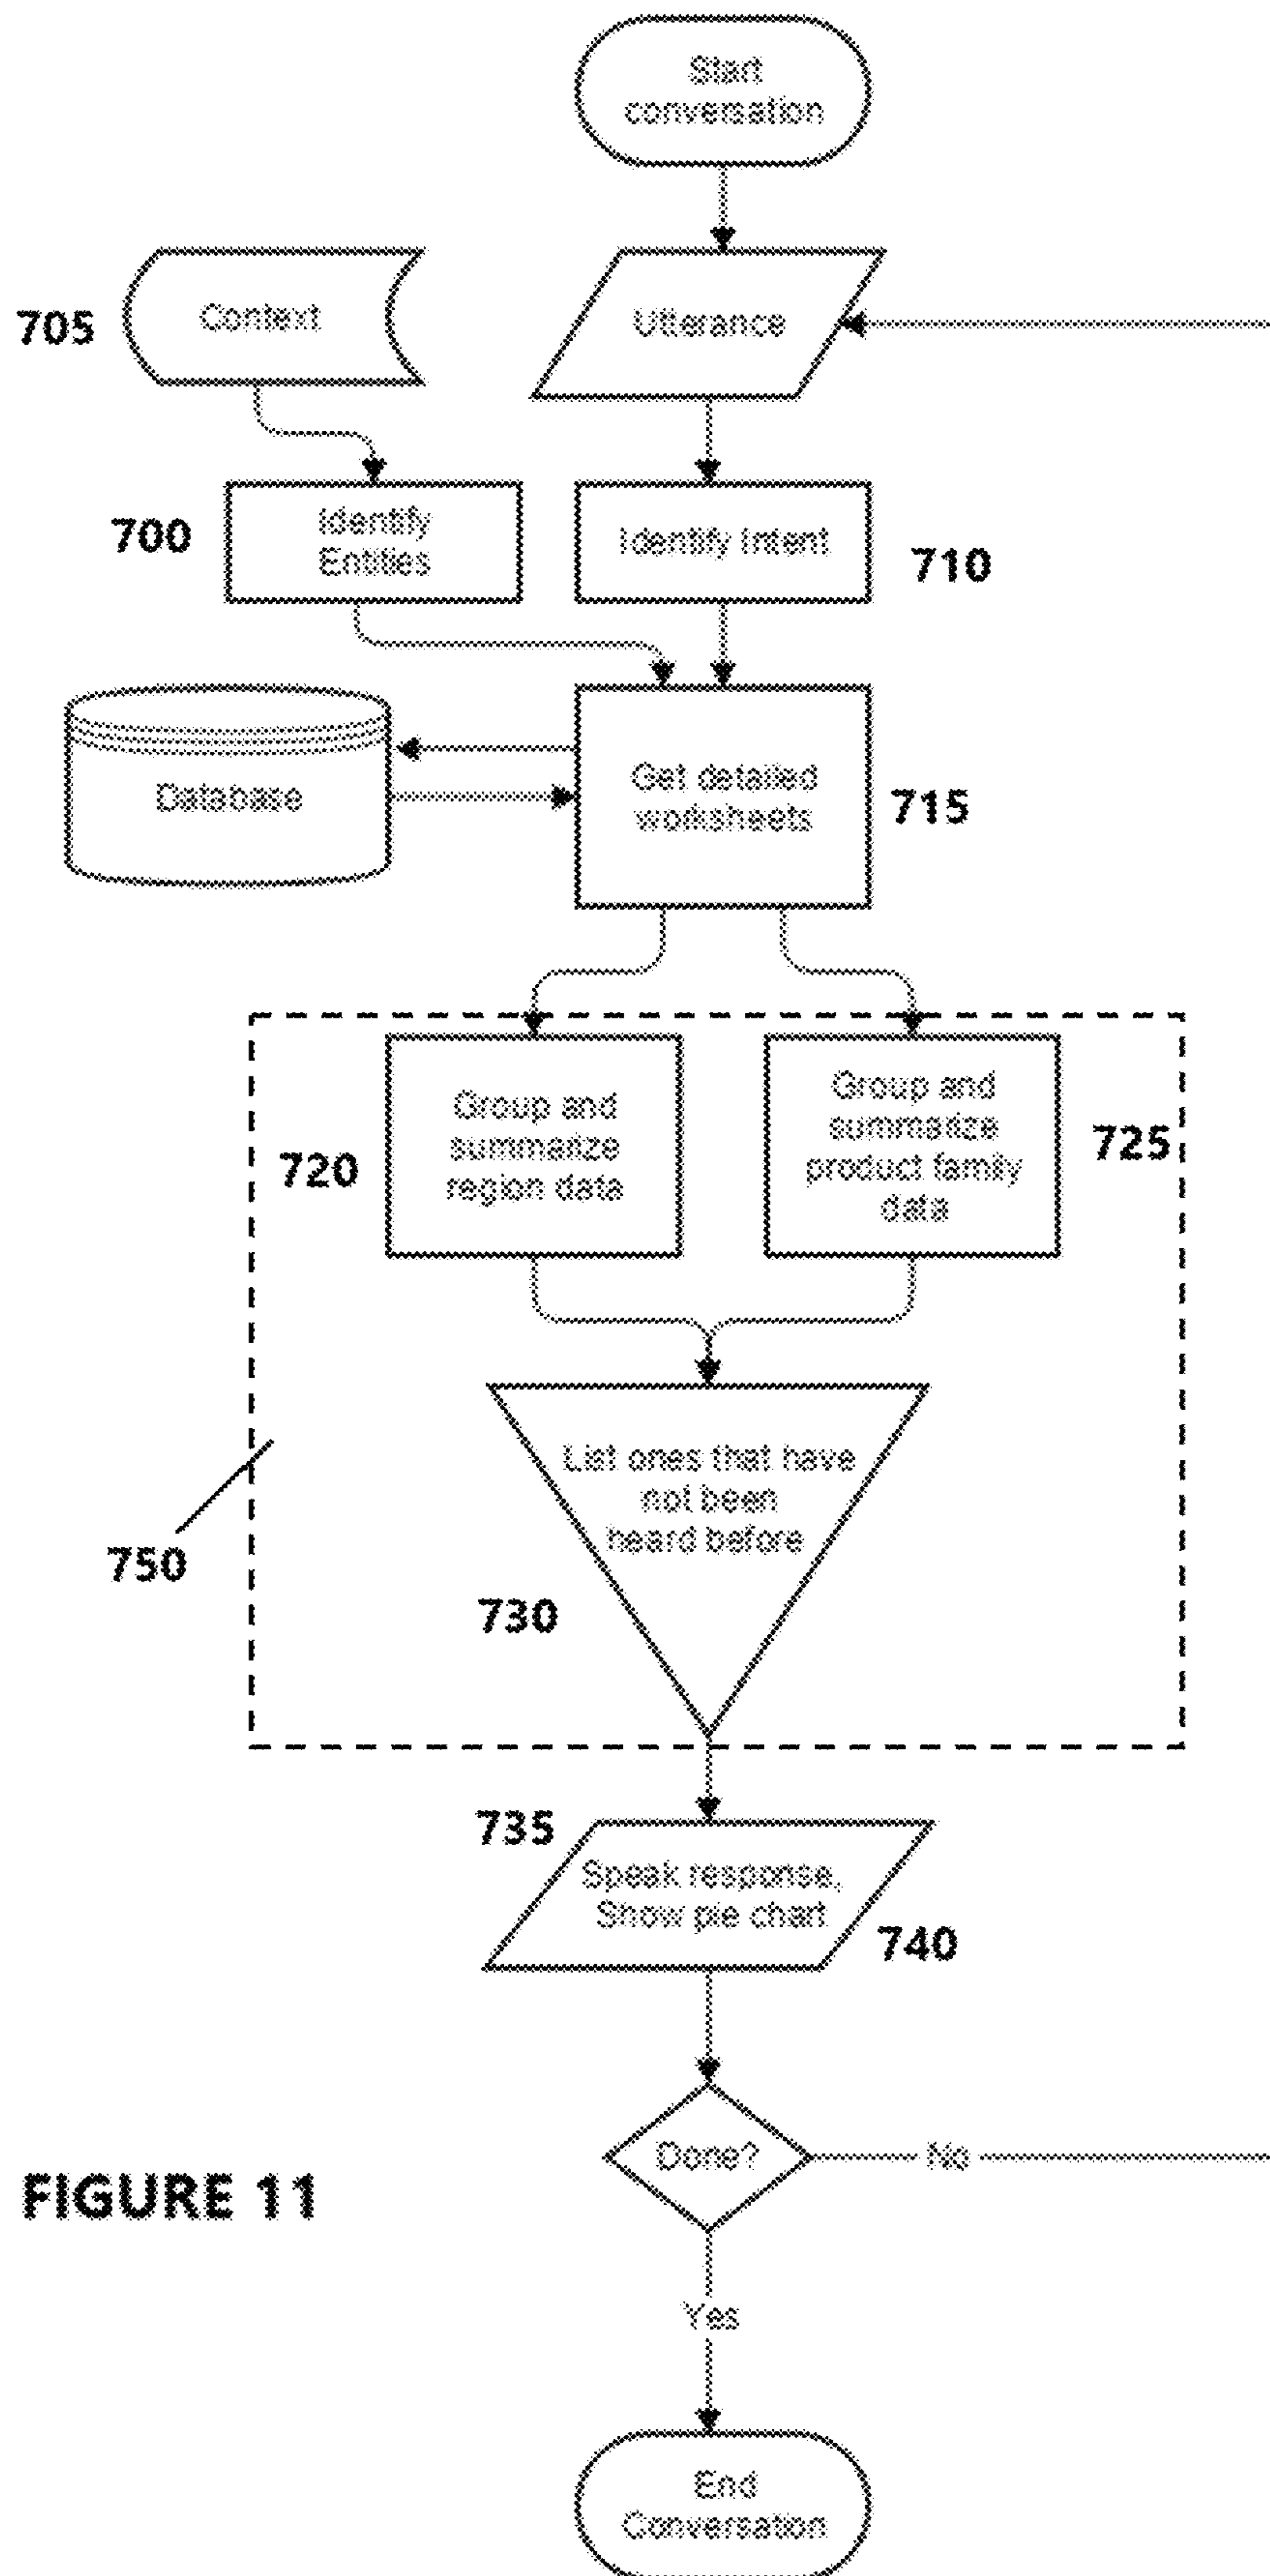 Start
conversation
705
Context
Utterance
700
Identify
Entities
Identify Intent
710
Database
Get detailed
worksheets
715
720
Group and
summarize
region data
Group and
summarize
product family
data
725
List ones that have
not been
heard before
750
730
735
Speak response,
Show pie chart
740
Done?
No
FIGURE 11
Yes
End
Conversation